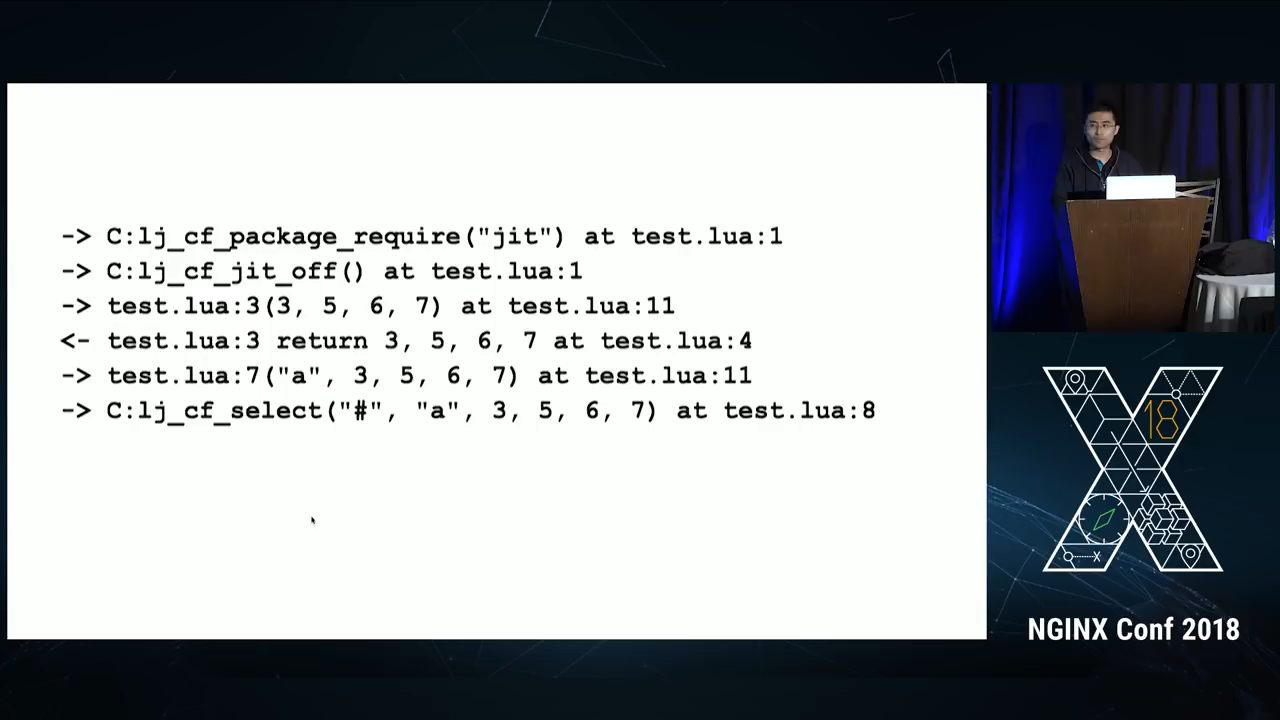 -> C:lj_cf_package_require("jit") at test.lua:1
-> C:lj_cf_jit_off() at test.lua:1
-> test.lua:3(3, 5, 6, 7) at test.lua:11
<- test.lua:3 return 3, 5, 6, 7 at test.lua:4
-> test.lua:7("a", 3, 5, 6, 7) at test.lua:11
-> C:lj_cf_select("#", "a", 3, 5, 6, 7) at test.lua:8
18
X
NGINX Conf 2018